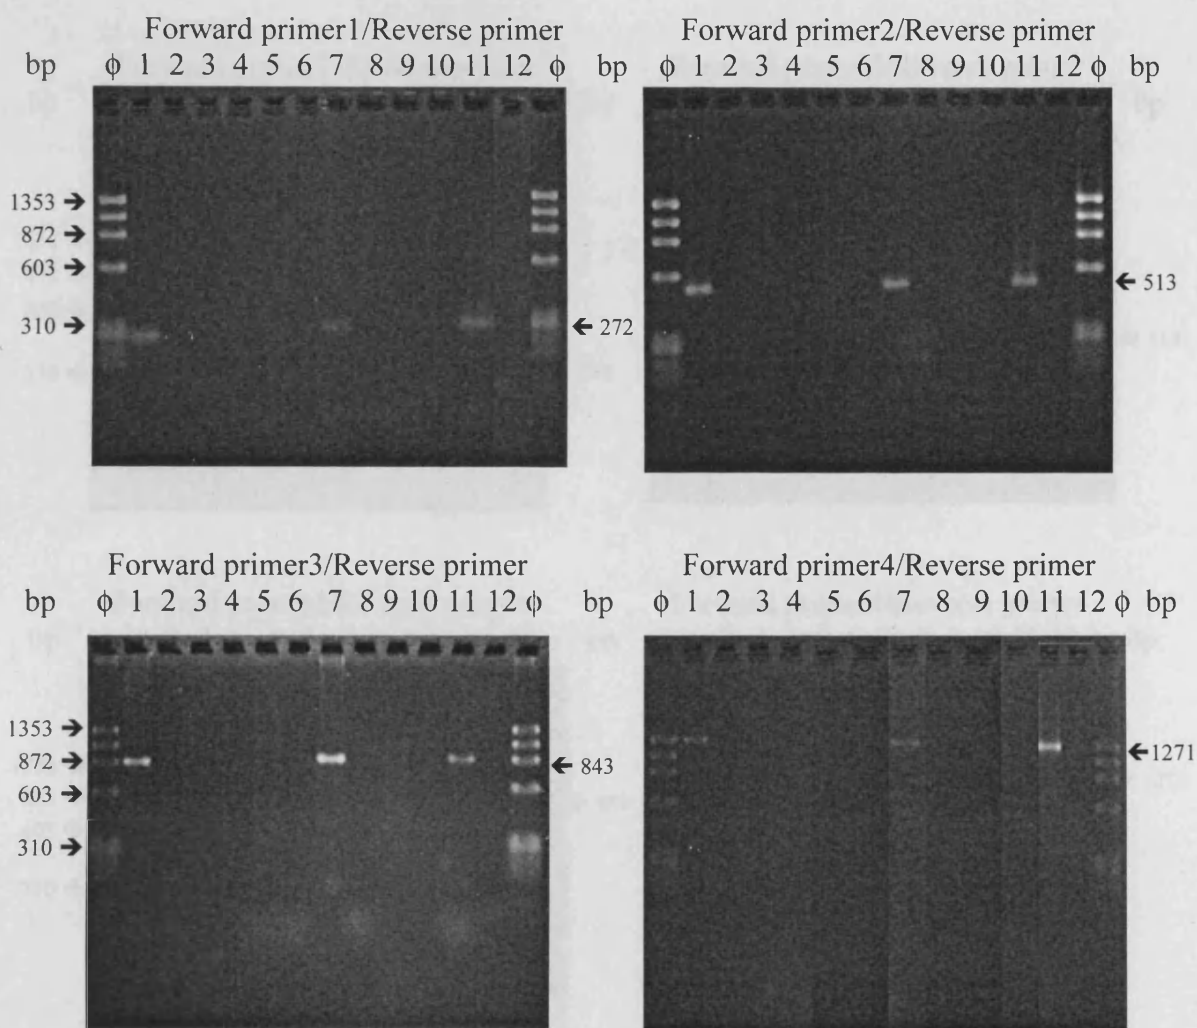 Forward primer1/Reverse primer
bp ϕ 1 2 3 4 5 6 7 8 9 10 11 12 ϕ bp
1353 →
872 →
603 →
310 →
← 272
Forward primer2/Reverse primer
ϕ 1 2 3 4 5 6 7 8 9 10 11 12 ϕ bp
← 513
Forward primer3/Reverse primer
bp ϕ 1 2 3 4 5 6 7 8 9 10 11 12 ϕ bp
1353 →
872 →
603 →
310 →
← 843
Forward primer4/Reverse primer
ϕ 1 2 3 4 5 6 7 8 9 10 11 12 ϕ bp
←1271